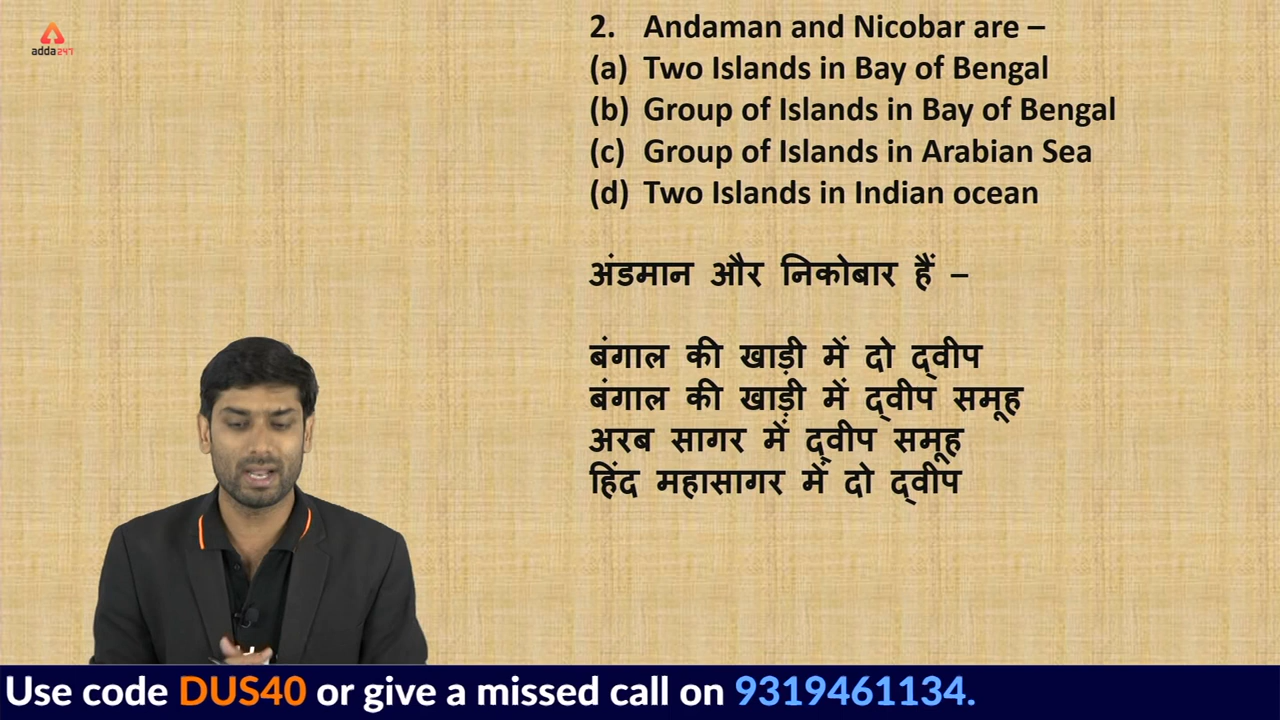 adda247
2. Andaman and Nicobar are –
(a) Two Islands in Bay of Bengal
(b) Group of Islands in Bay of Bengal
(c) Group of Islands in Arabian Sea
(d) Two Islands in Indian ocean
अंडमान और निकोबार हैं –
बंगाल की खाड़ी में दो द्वीप
बंगाल की खाड़ी में द्वीप समूह
अरब सागर में द्वीप समूह
हिंद महासागर में दो द्वीप
Use code DUS40 or give a missed call on 9319461134.